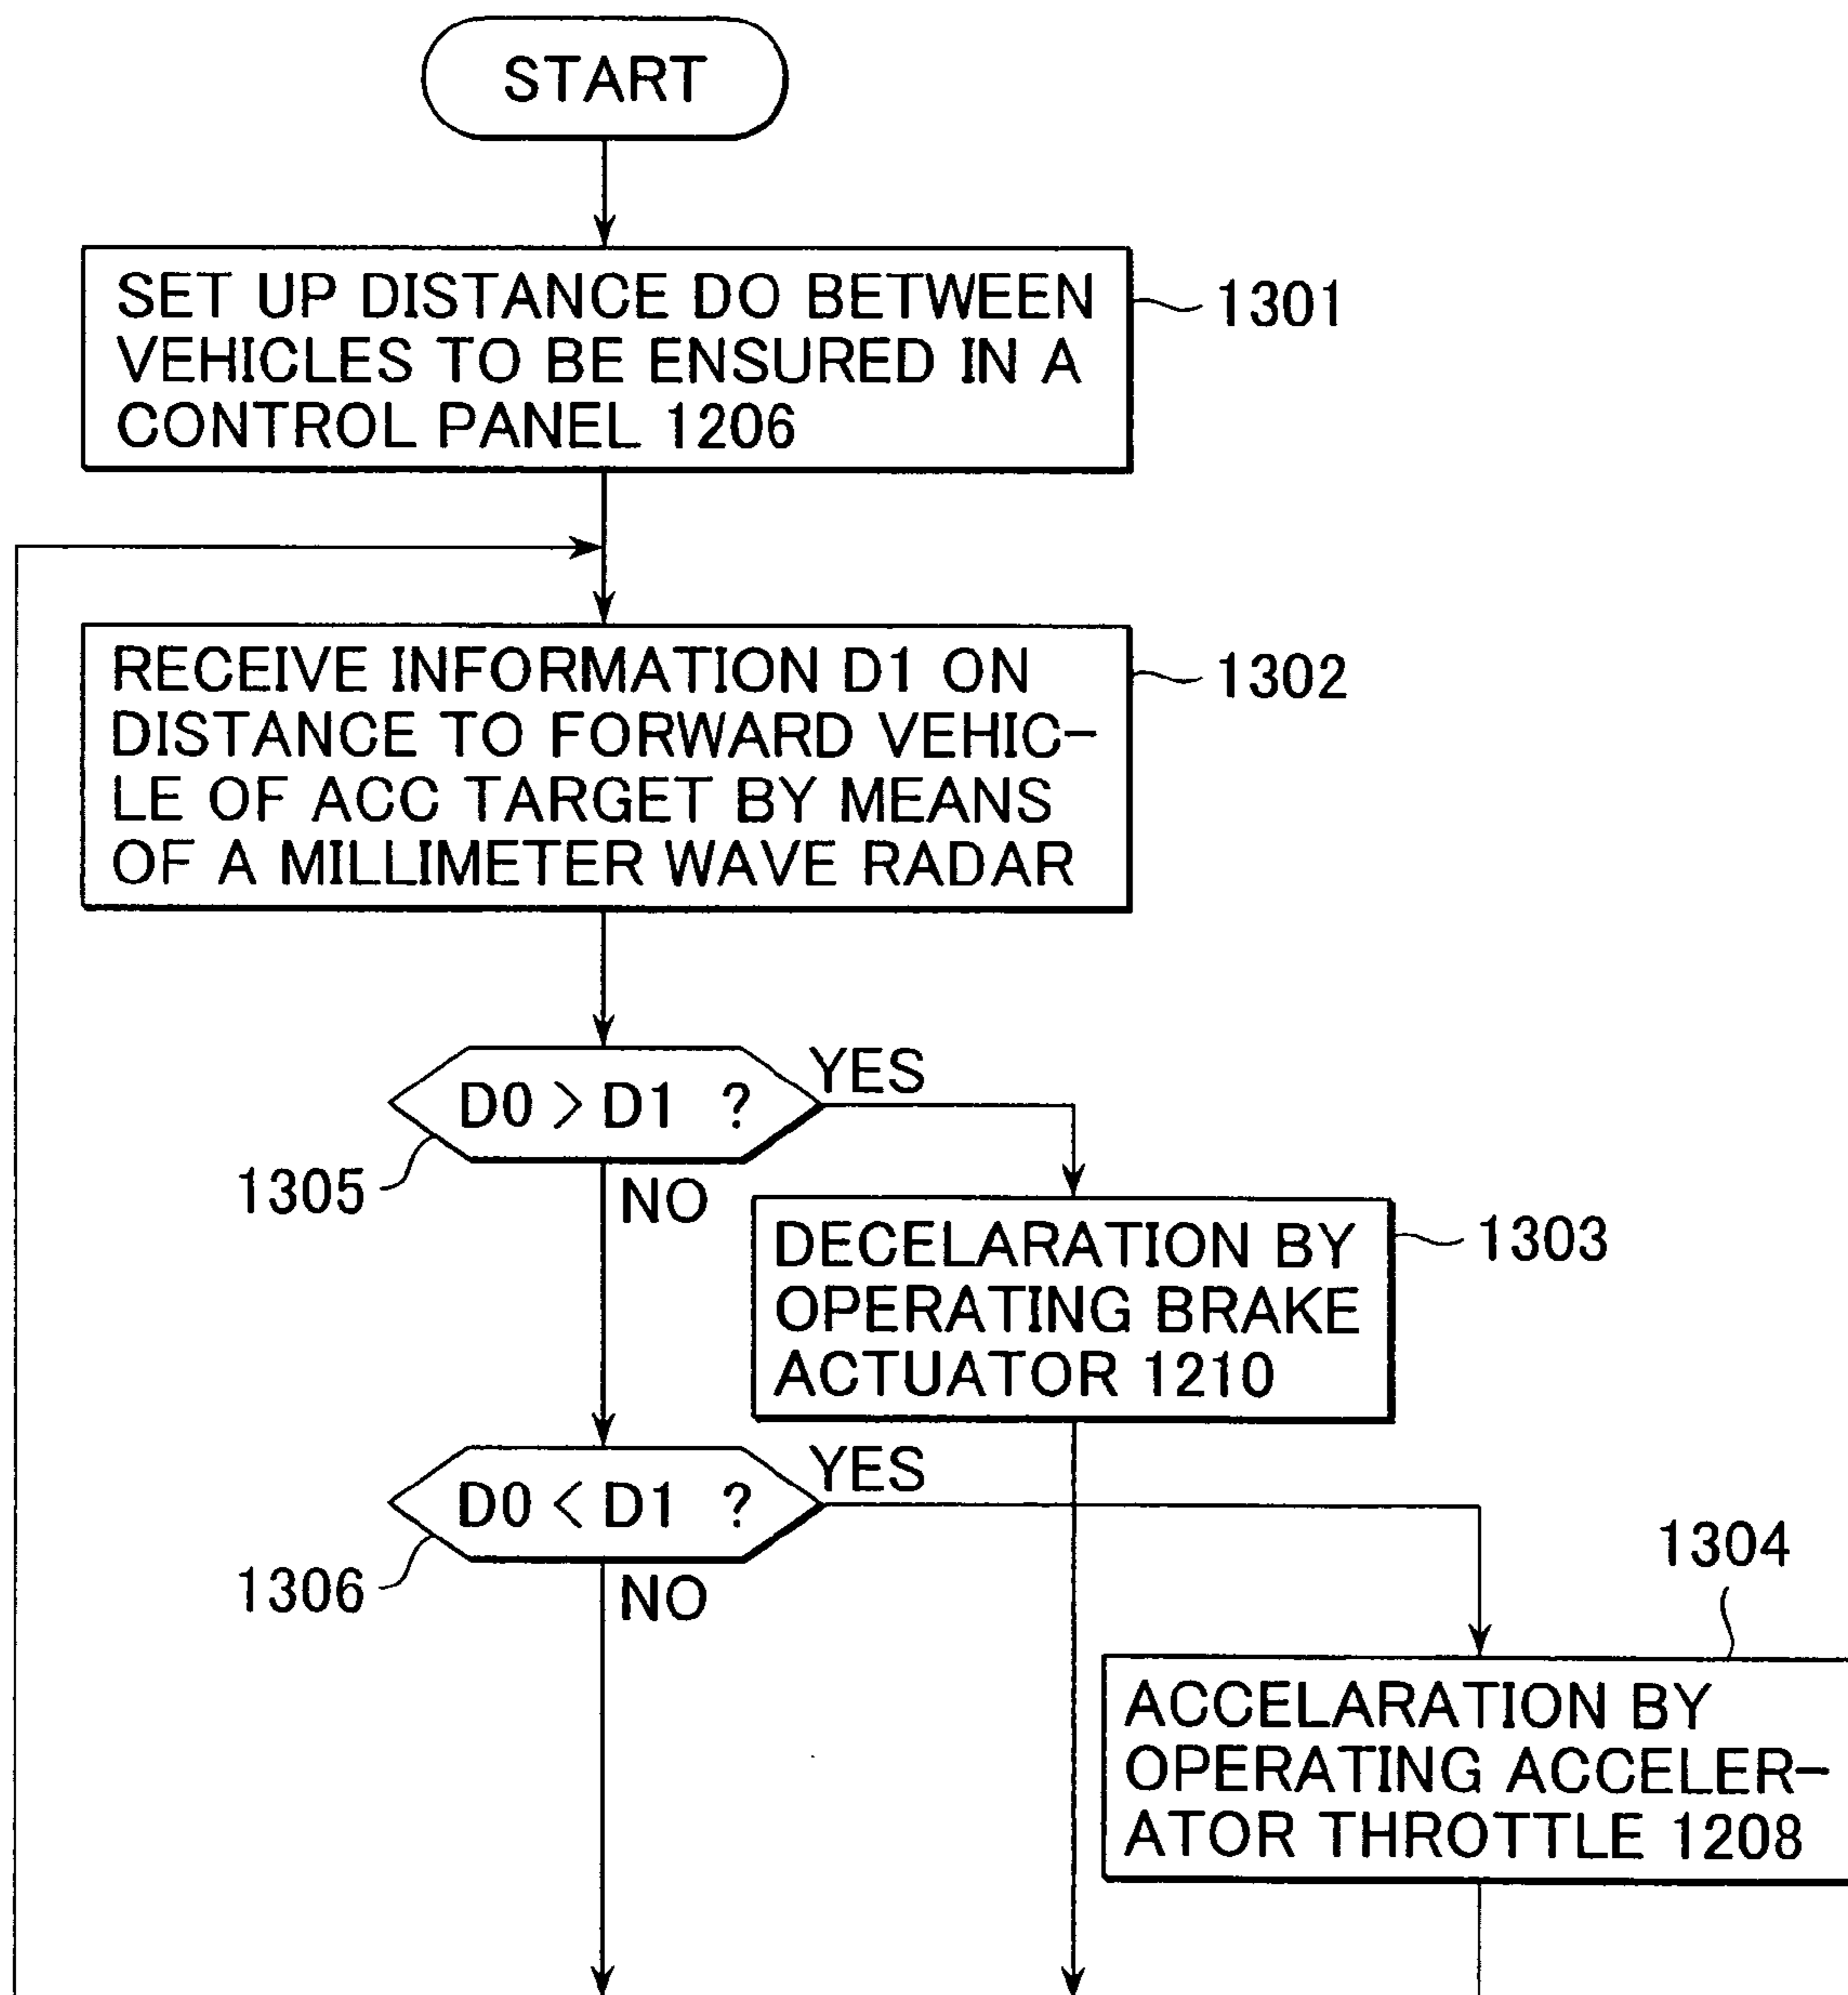 START
SET UP DISTANCE DO BETWEEN
VEHICLES TO BE ENSURED IN A
CONTROL PANEL 1206
1301
RECEIVE INFORMATION D1 ON
DISTANCE TO FORWARD VEHIC-
LE OF ACC TARGET BY MEANS
OF A MILLIMETER WAVE RADAR
1302
D0 > D1 ?
YES
1305
NO
DECELARATION BY
OPERATING BRAKE
ACTUATOR 1210
1303
D0 < D1 ?
YES
1306
NO
1304
ACCELARATION BY
OPERATING ACCELER-
ATOR THROTTLE 1208